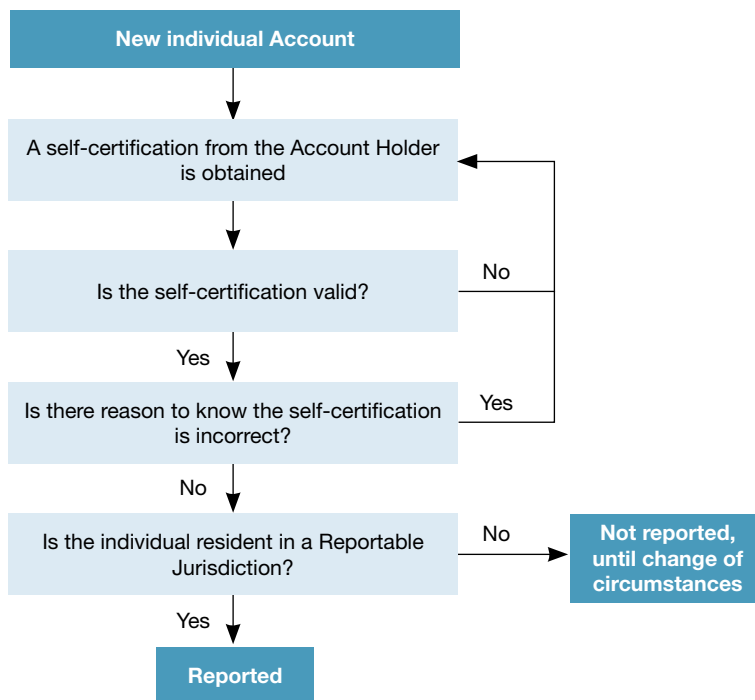 New individual Account
A self-certification from the Account Holder
is obtained
Is the self-certification valid?
No
Yes
Is there reason to know the self-certification
is incorrect?
Yes
No
Is the individual resident in a Reportable
Jurisdiction?
No
Not reported,
until change of
circumstances
Yes
Reported